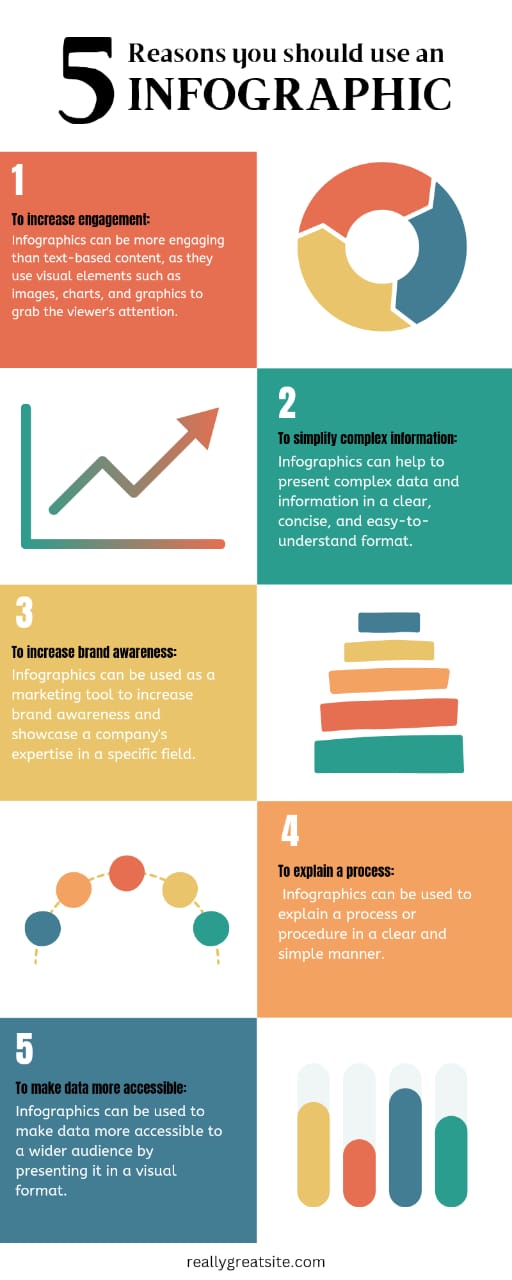 5 Reasons you should use an
INFOGRAPHIC
1
To increase engagement:
Infographics can be more engaging
than text-based content, as they
use visual elements such as
images, charts, and graphics to
grab the viewer's attention.
2
To simplify complex information:
Infographics can help to
present complex data and
information in a clear,
concise, and easy-to-
understand format.
3
To increase brand awareness:
Infographics can be used as a
marketing tool to increase
brand awareness and
showcase a company's
expertise in a specific field.
4
To explain a process:
Infographics can be used to
explain a process or
procedure in a clear and
simple manner.
5
To make data more accessible:
Infographics can be used to
make data more accessible to
a wider audience by
presenting it in a visual
format.
reallygreatsite.com